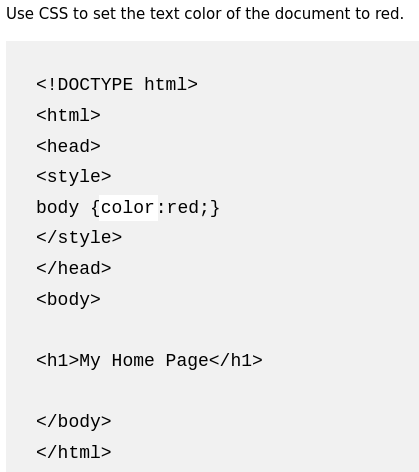 Use CSS to set the text color of the document to red.
<!DOCTYPE html>
<html>
<head>
<style>
body {color:red;}
</style>
</head>
<body>
<h1>My Home Page</h1>
</body>
</html>